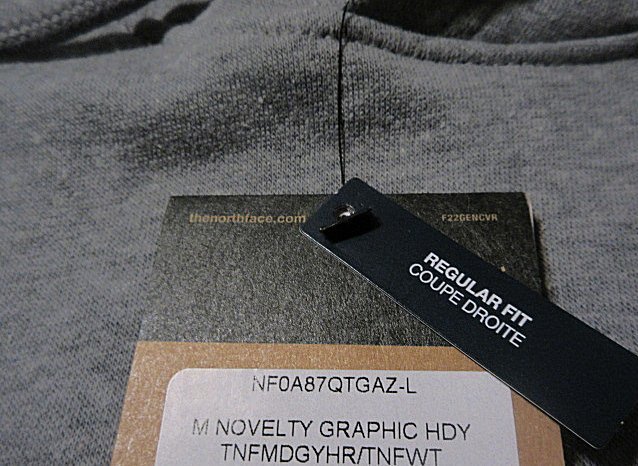 thenorthface.com
F22GENCVR
REGULAR FIT
COUPE DROITE
NF0A87QTGAZ-L
M NOVELTY GRAPHIC HDY
TNFMDGYHR/TNFWT